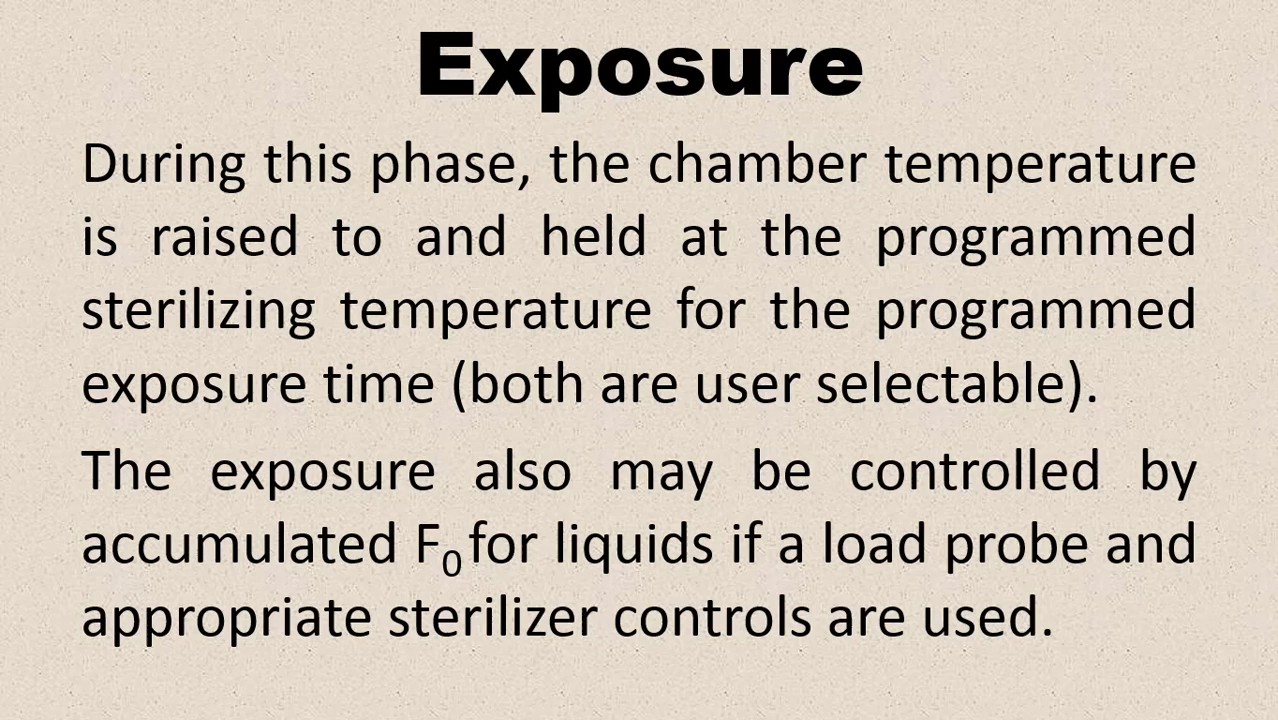 Exposure
During this phase, the chamber temperature
is raised to and held at the programmed
sterilizing temperature for the programmed
exposure time (both are user selectable).
The exposure also may be controlled by
accumulated F₀ for liquids if a load probe and
appropriate sterilizer controls are used.